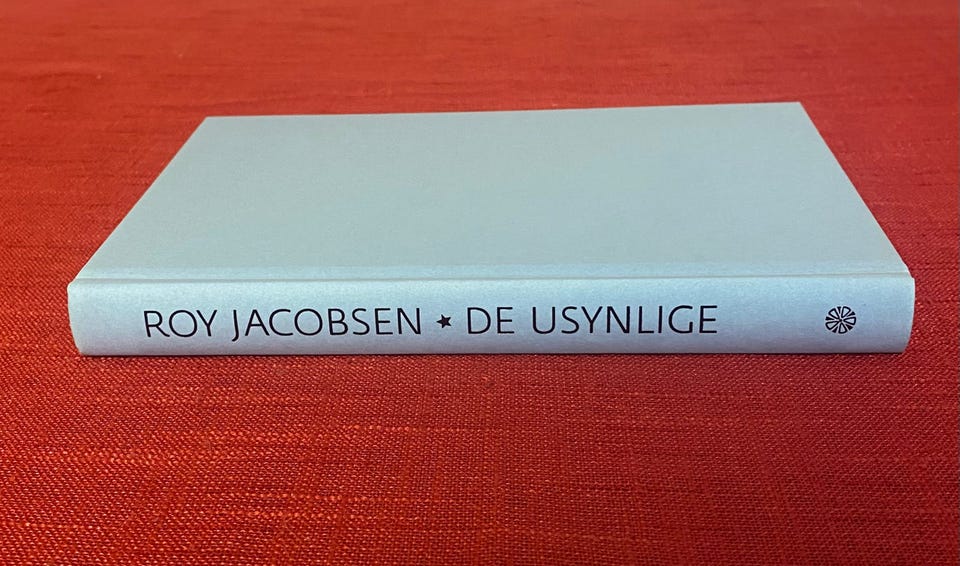 ROY JACOBSEN ★ DE USYNLIGE